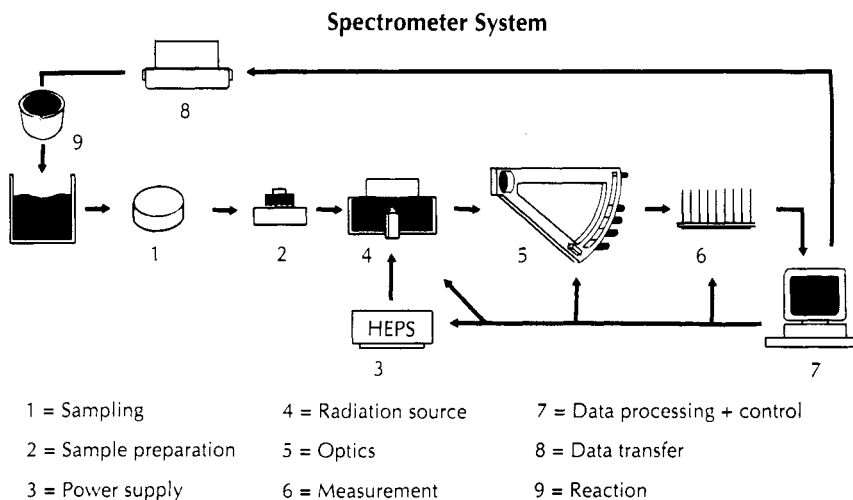 Spectrometer System
8
9
1
2
4
5
6
HEPS
3
7
1 = Sampling
4 = Radiation source
7 = Data processing + control
2 = Sample preparation
5 = Optics
8 = Data transfer
3 = Power supply
6 = Measurement
9 = Reaction